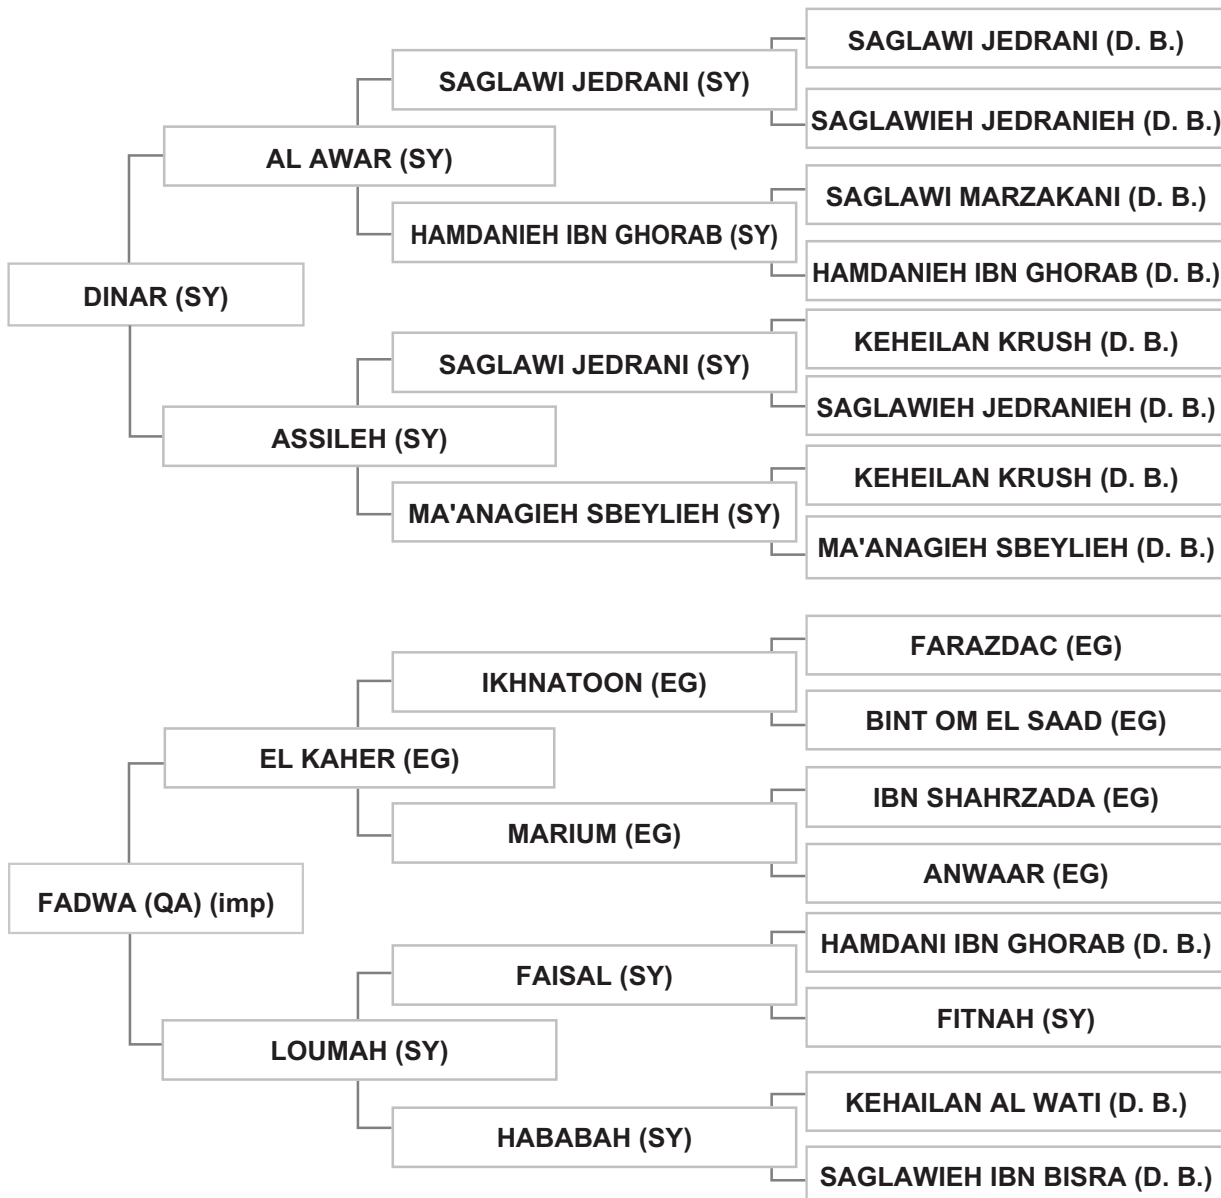 SAGLAWI JEDRANI (D. B.)
SAGLAWI JEDRANI (SY)
SAGLAWIEH JEDRANIEH (D. B.)
AL AWAR (SY)
SAGLAWI MARZAKANI (D. B.)
HAMDANIEH IBN GHORAB (SY)
HAMDANIEH IBN GHORAB (D. B.)
DINAR (SY)
KEHEILAN KRUSH (D. B.)
SAGLAWI JEDRANI (SY)
SAGLAWIEH JEDRANIEH (D. B.)
ASSILEH (SY)
KEHEILAN KRUSH (D. B.)
MA'ANAGIEH SBEYLIEH (SY)
MA'ANAGIEH SBEYLIEH (D. B.)
FARAZDAC (EG)
IKHNATOON (EG)
BINT OM EL SAAD (EG)
EL KAHER (EG)
IBN SHAHRZADA (EG)
MARIUM (EG)
ANWAAR (EG)
FADWA (QA) (imp)
HAMDANI IBN GHORAB (D. B.)
FAISAL (SY)
FITNAH (SY)
LOUMAH (SY)
KEHAILAN AL WATI (D. B.)
HABABAH (SY)
SAGLAWIEH IBN BISRA (D. B.)